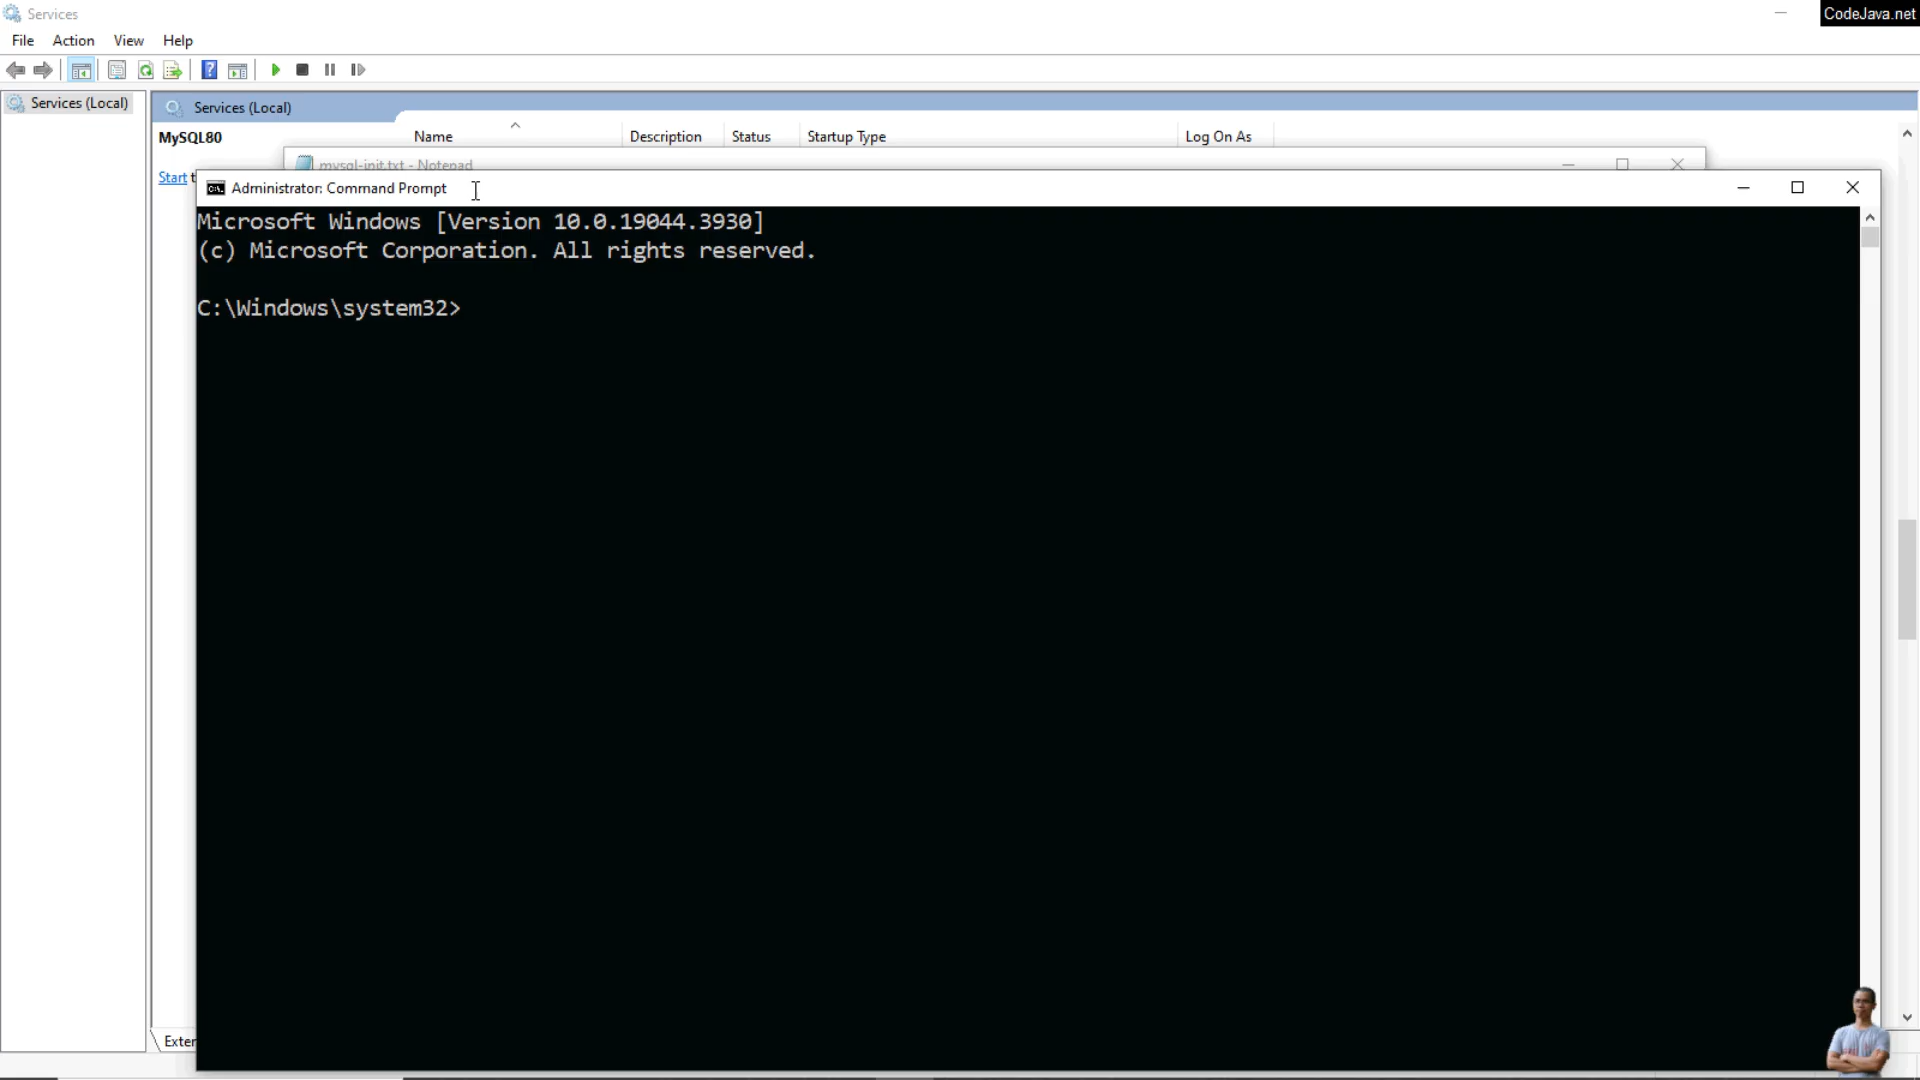 Services
CodeJava.net
File Action View Help
Services (Local)
Services (Local)
MySQL80
Name Description Status Startup Type Log On As
mysql-init.txt - Notepad
Start t
Administrator: Command Prompt
Microsoft Windows [Version 10.0.19044.3930]
(c) Microsoft Corporation. All rights reserved.
C:\Windows\system32>
Exter